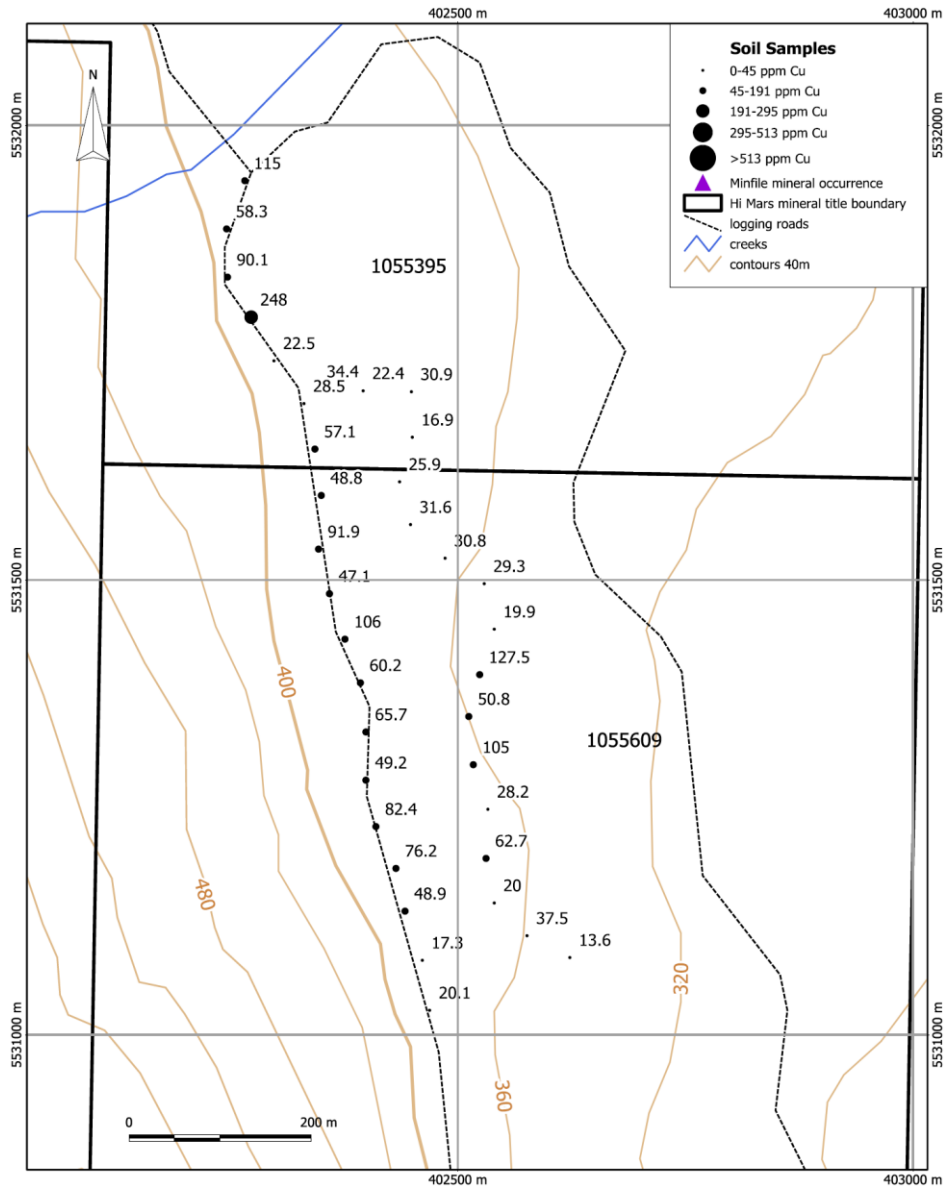 402500 m
403000 m
Soil Samples
0-45 ppm Cu
45-191 ppm Cu
191-295 ppm Cu
295-513 ppm Cu
>513 ppm Cu
Minfile mineral occurrence
Hi Mars mineral title boundary
logging roads
creeks
contours 40m
N
5532000 m
5532000 m
115
58.3
90.1
1055395
248
22.5
34.4
22.4
30.9
28.5
16.9
57.1
25.9
48.8
31.6
91.9
30.8
5531500 m
47.1
29.3
5531500 m
106
19.9
60.2
127.5
400
65.7
50.8
1055609
49.2
105
82.4
28.2
76.2
62.7
480
48.9
20
17.3
37.5
13.6
320
20.1
5531000 m
5531000 m
360
0
200 m
402500 m
403000 m